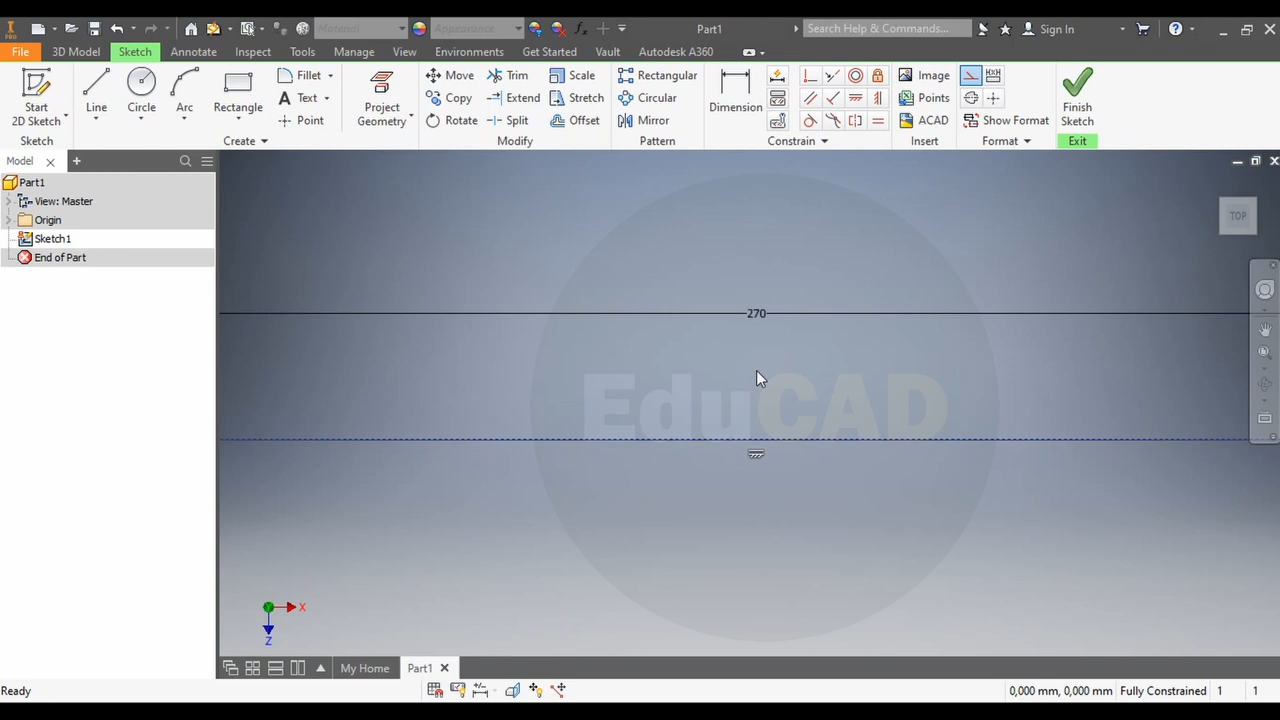 Material
Appearance
Part1
Search Help & Commands...
Sign In
PRO
File
3D Model
Sketch
Annotate
Inspect
Tools
Manage
View
Environments
Get Started
Vault
Autodesk A360
Start
2D Sketch
Line
Circle
Arc
Rectangle
Fillet
Text
Point
Project
Geometry
Move
Copy
Rotate
Trim
Extend
Split
Scale
Stretch
Offset
Rectangular
Circular
Mirror
Dimension
Image
Points
ACAD
Show Format
Finish
Sketch
Sketch
Create
Modify
Pattern
Constrain
Insert
Format
Exit
Model
Part1
View: Master
Origin
Sketch1
End of Part
TOP
270
EduCAD
X
Z
My Home
Part1
Ready
0,000 mm, 0,000 mm
Fully Constrained
1
1